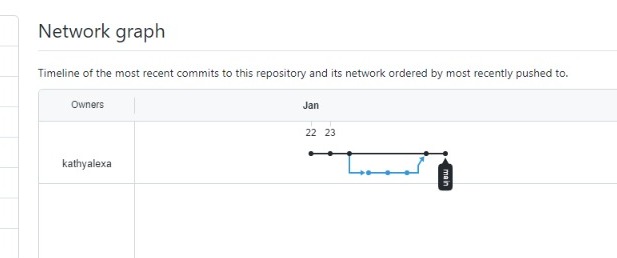 Network graph
Timeline of the most recent commits to this repository and its network ordered by most recently pushed to.
Owners
Jan
22 23
kathyalexa
main